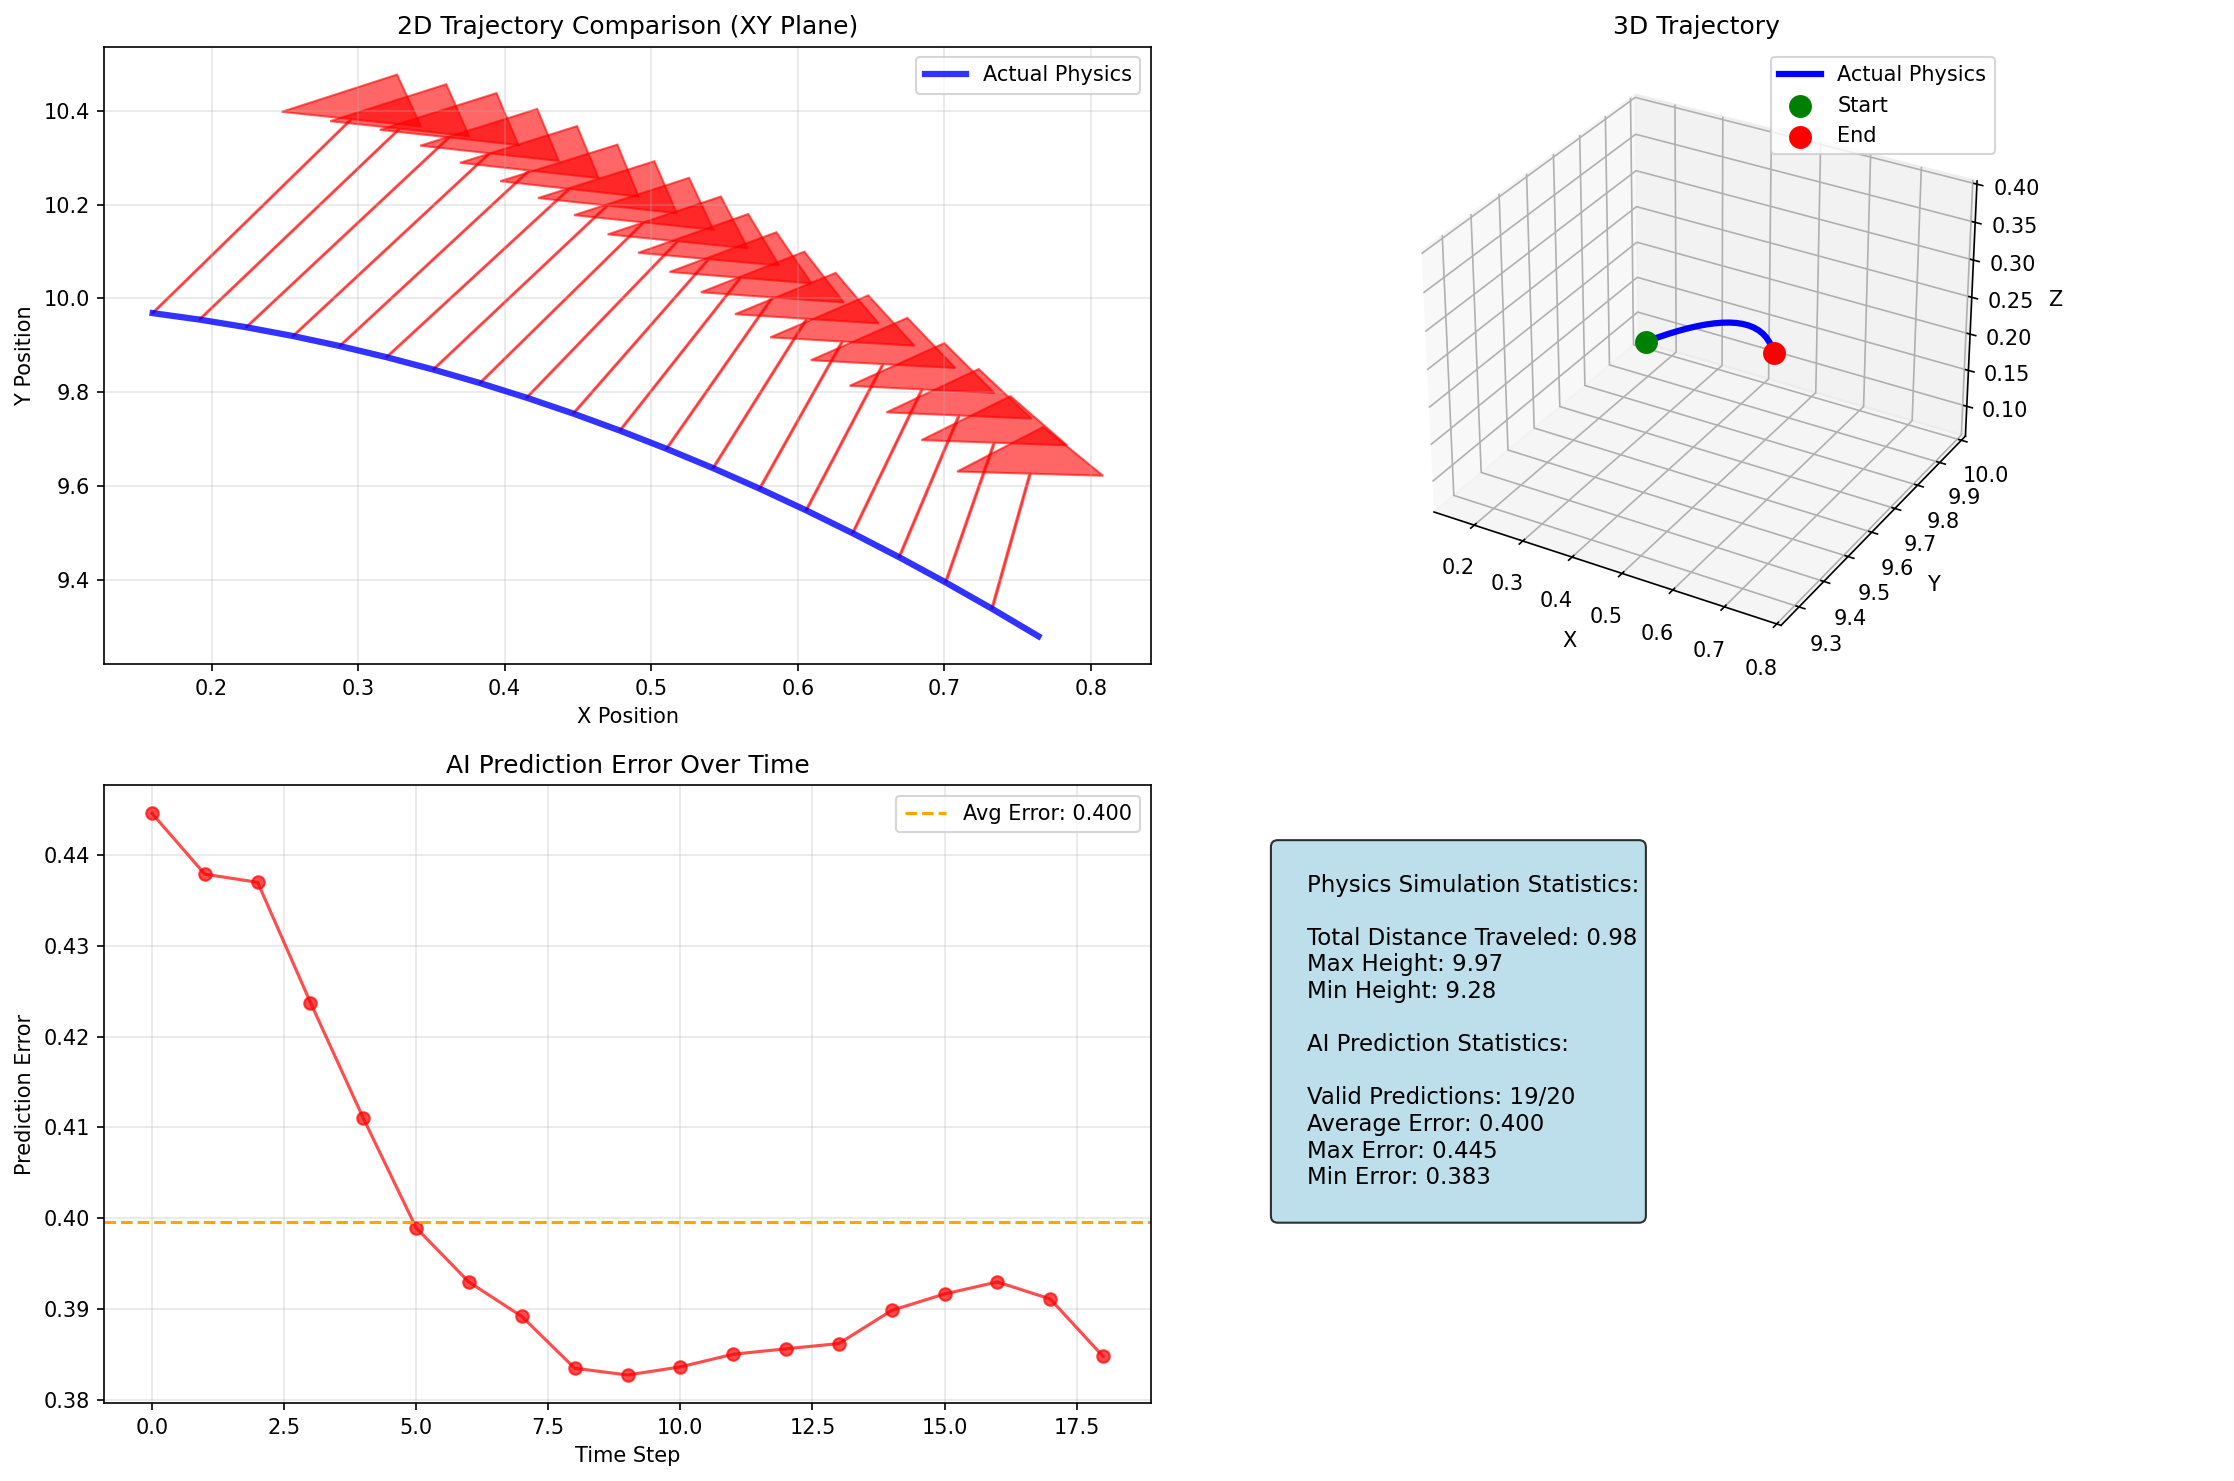 2D Trajectory Comparison (XY Plane)
Actual Physics
10.4
10.2
10.0
9.8
9.6
9.4
Y Position
0.2 0.3 0.4 0.5 0.6 0.7 0.8
X Position
3D Trajectory
Actual Physics
Start
End
0.40
0.35
0.30
0.25
0.20
0.15
0.10
Z
10.0
9.9
9.8
9.7
9.6
9.5
9.4
9.3
Y
0.2
0.3
0.4
0.5
0.6
0.7
0.8
X
AI Prediction Error Over Time
Avg Error: 0.400
0.44
0.43
0.42
0.41
0.40
0.39
0.38
Prediction Error
0.0 2.5 5.0 7.5 10.0 12.5 15.0 17.5
Time Step
Physics Simulation Statistics:
Total Distance Traveled: 0.98
Max Height: 9.97
Min Height: 9.28
AI Prediction Statistics:
Valid Predictions: 19/20
Average Error: 0.400
Max Error: 0.445
Min Error: 0.383